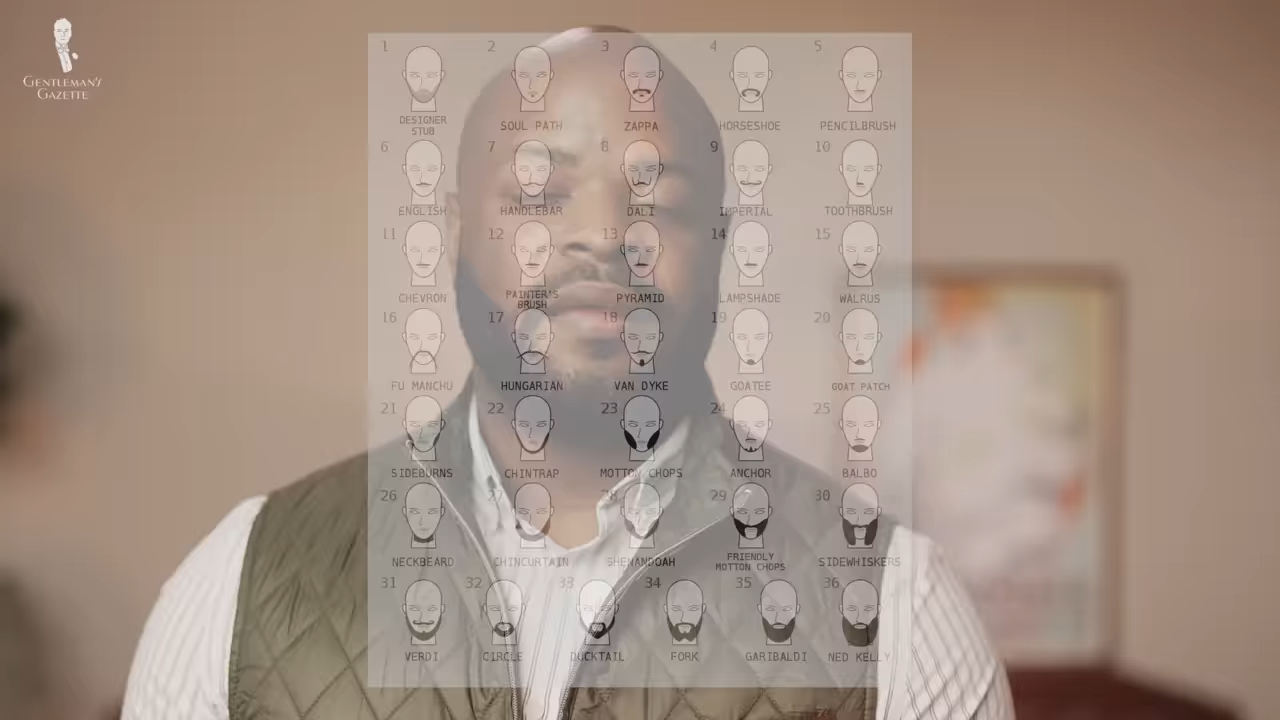 GENTLEMAN'S
GAZETTE
1 2 3 4 5
DESIGNER
STUB
SOUL PATH ZAPPA HORSESHOE PENCILBRUSH
6 7 8 9 10
ENGLISH HANDLEBAR DALI IMPERIAL TOOTHBRUSH
11 12 13 14 15
CHEVRON PAINTER'S
BRUSH
PYRAMID LAMPSHADE WALRUS
16 17 18 19 20
FU MANCHU HUNGARIAN VAN DYKE GOATEE GOAT PATCH
21 22 23 24 25
SIDEBURNS CHINTRAP MOTTON CHOPS ANCHOR BALBO
26 27 28 29 30
NECKBEARD CHINCURTAIN SHENANDOAH FRIENDLY
MOTTON CHOPS
SIDEWHISKERS
31 32 33 34 35 36
VERDI CIRCLE DUCKTAIL FORK GARIBALDI NED KELLY